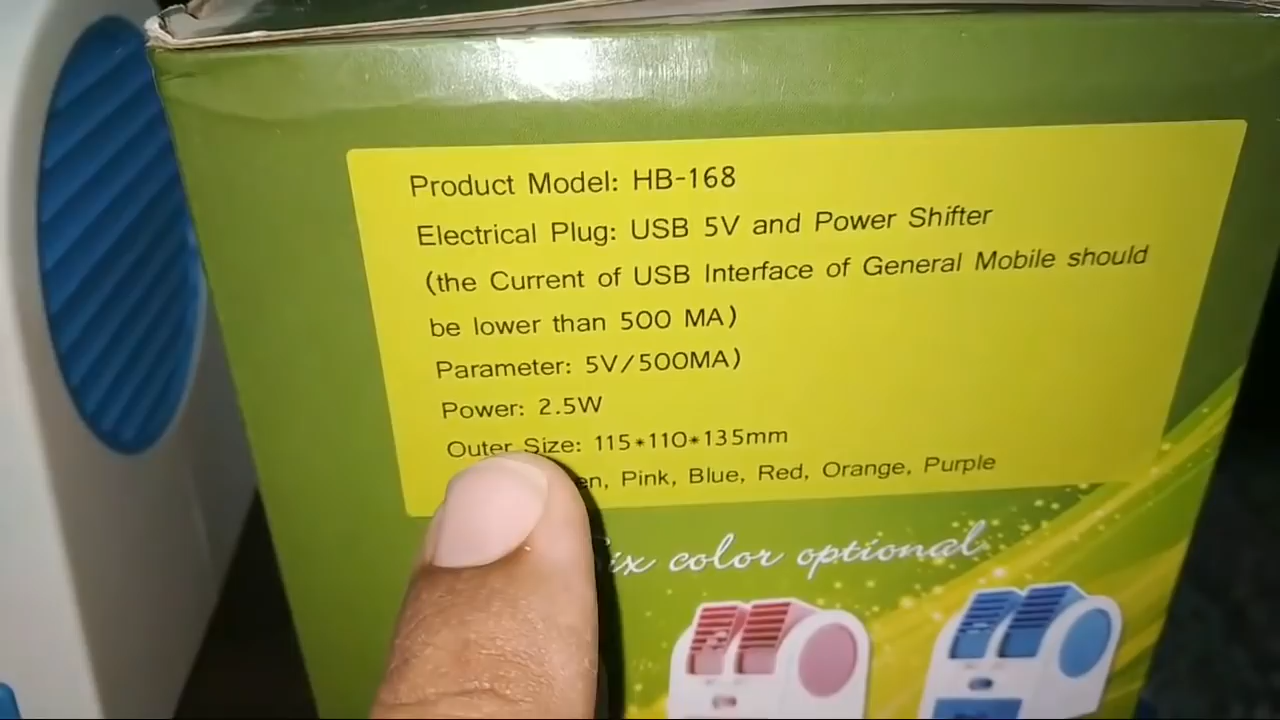 Product Model: HB-168
Electrical Plug: USB 5V and Power Shifter
(the Current of USB Interface of General Mobile should
be lower than 500 MA)
Parameter: 5V/500MA)
Power: 2.5W
Outer Size: 115*110*135mm
Pink, Blue, Red, Orange, Purple
color optional